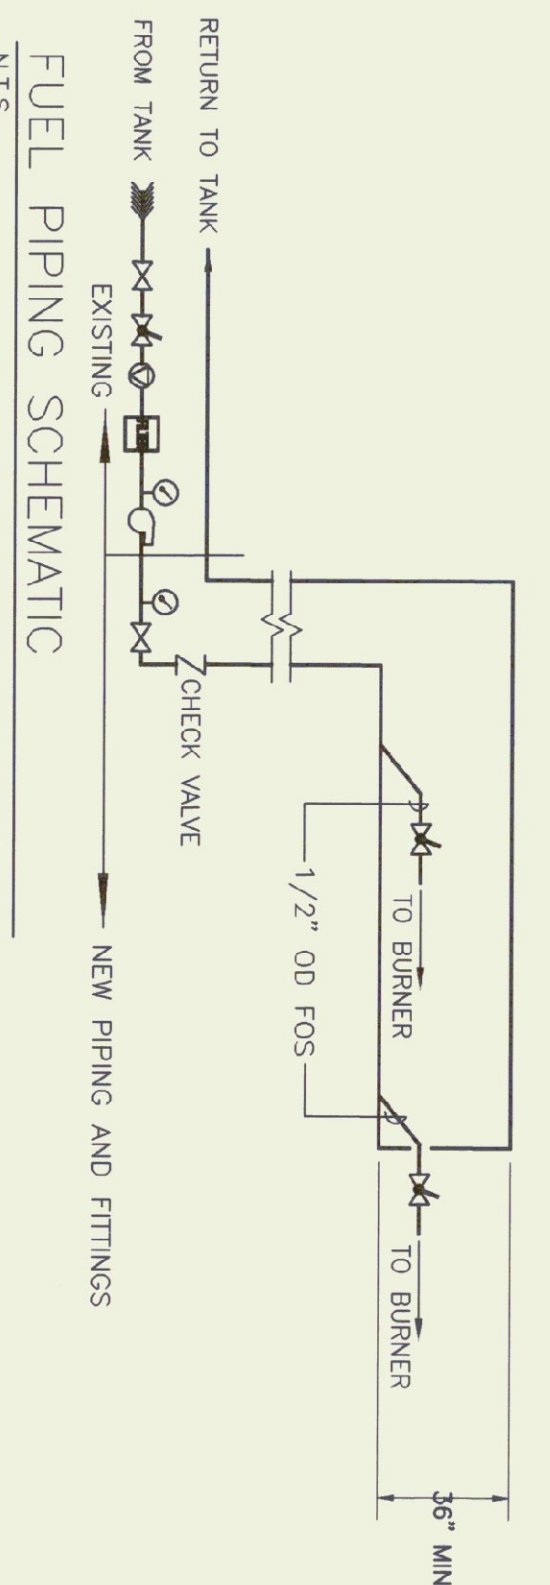 36" MIN
TO BURNER
TO BURNER
1/2" OD FOS
RETURN TO TANK
CHECK VALVE
FROM TANK
EXISTING
NEW PIPING AND FITTINGS
FUEL PIPING SCHEMATIC
N.T.S.